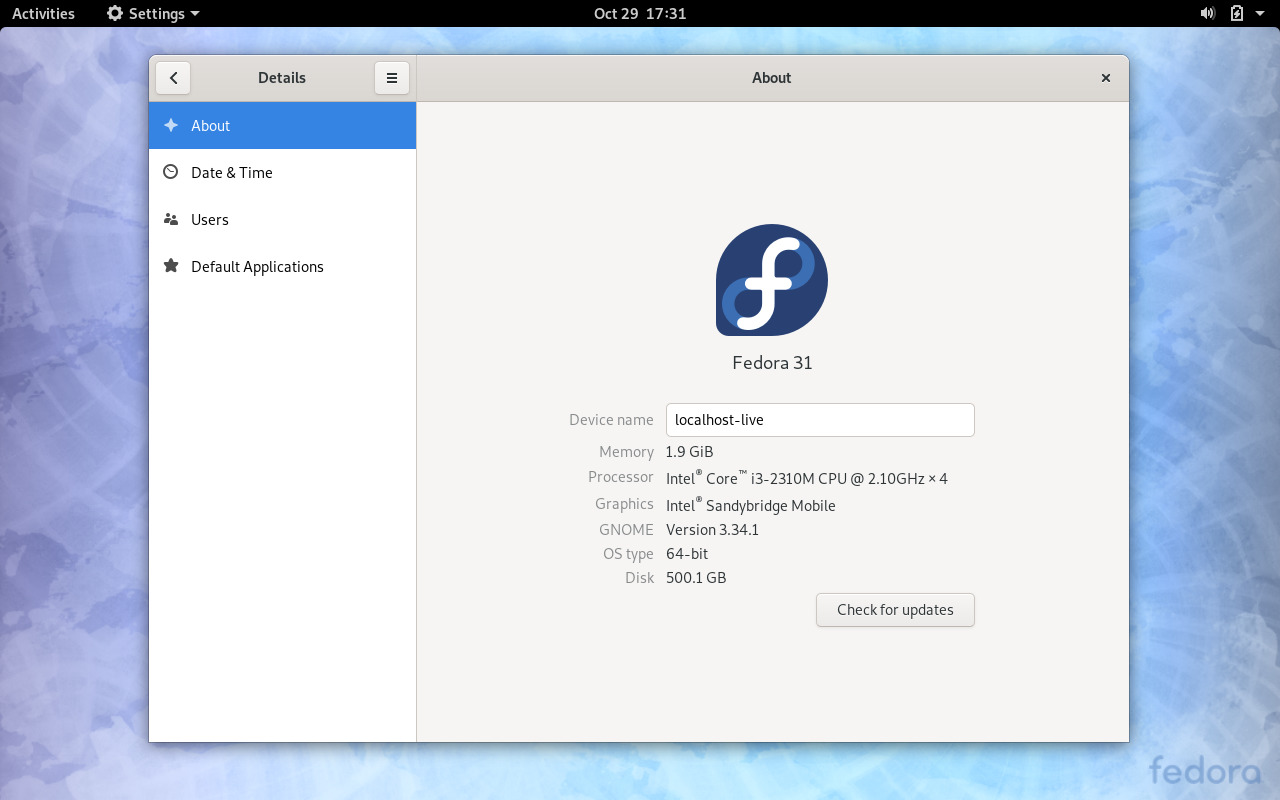 Activities Settings Oct 29 17:31
Details About
About
Date & Time
Users
Default Applications
Fedora 31
Device name localhost-live
Memory 1.9 GiB
Processor Intel® Core™ i3-2310M CPU @ 2.10GHz × 4
Graphics Intel® Sandybridge Mobile
GNOME Version 3.34.1
OS type 64-bit
Disk 500.1 GB
Check for updates
fedora